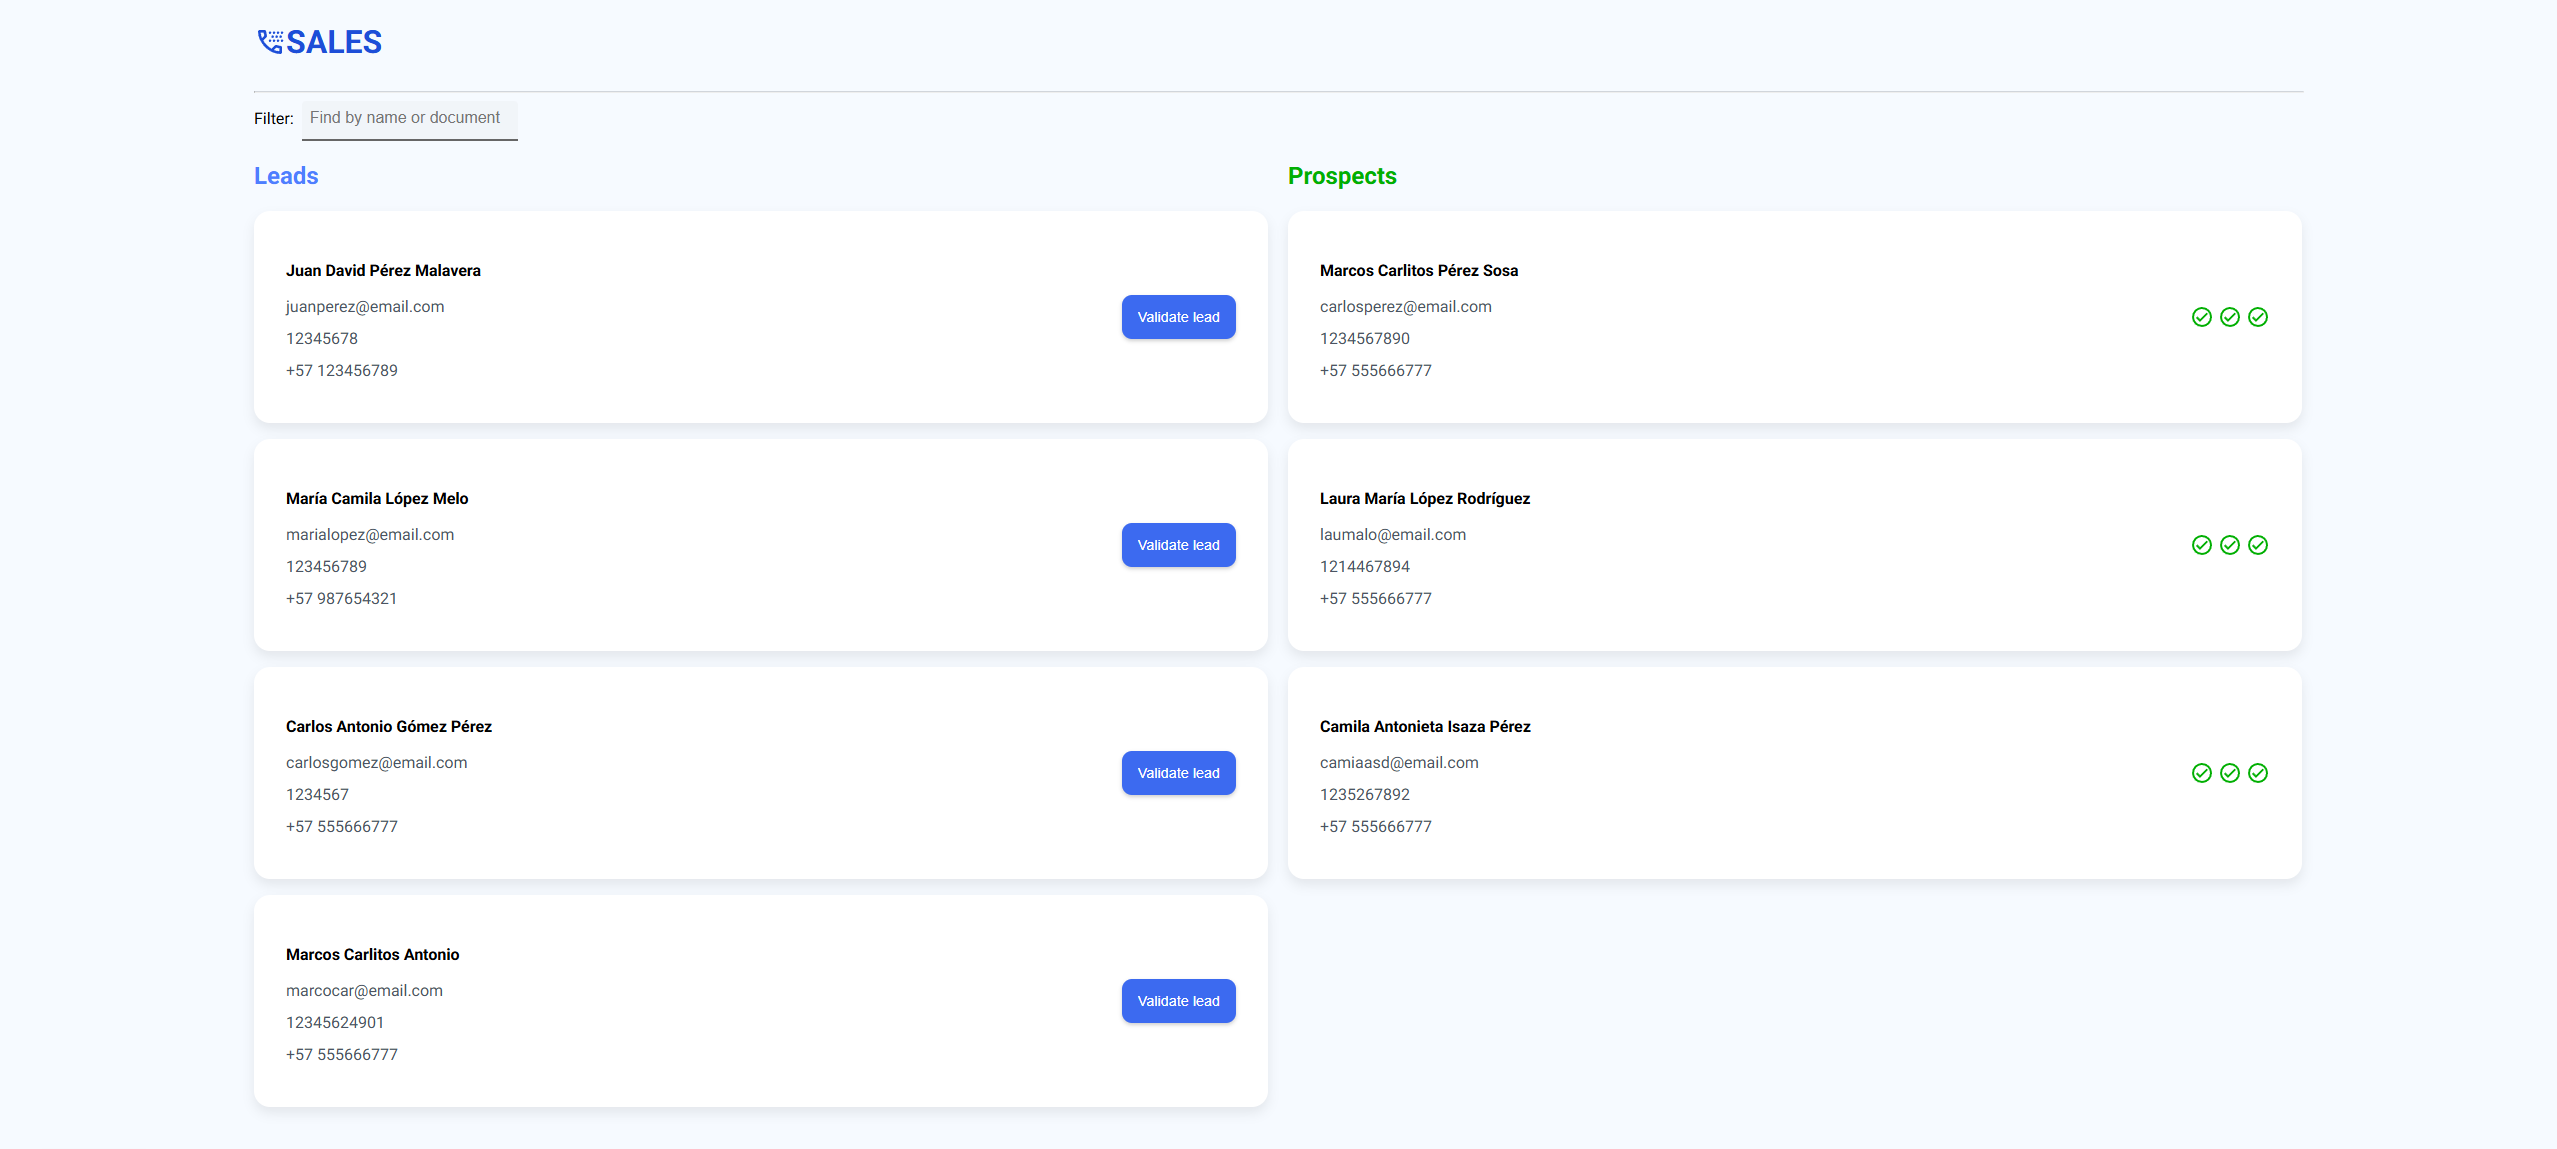 SALES
Filter: Find by name or document
Leads
Juan David Pérez Malavera
juanperez@email.com
12345678
+57 123456789
Validate lead
María Camila López Melo
marialopez@email.com
123456789
+57 987654321
Validate lead
Carlos Antonio Gómez Pérez
carlosgomez@email.com
1234567
+57 555666777
Validate lead
Marcos Carlitos Antonio
marcocar@email.com
12345624901
+57 555666777
Validate lead
Prospects
Marcos Carlitos Pérez Sosa
carlosperez@email.com
1234567890
+57 555666777
Laura María López Rodríguez
laumalo@email.com
1214467894
+57 555666777
Camila Antonieta Isaza Pérez
camiaasd@email.com
1235267892
+57 555666777